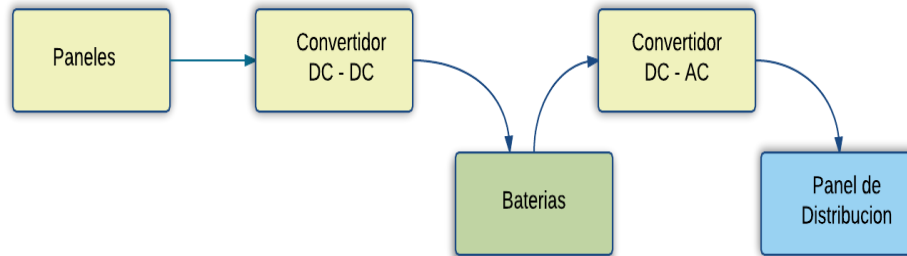 Paneles
Convertidor
DC - DC
Convertidor
DC - AC
Baterias
Panel de
Distribucion